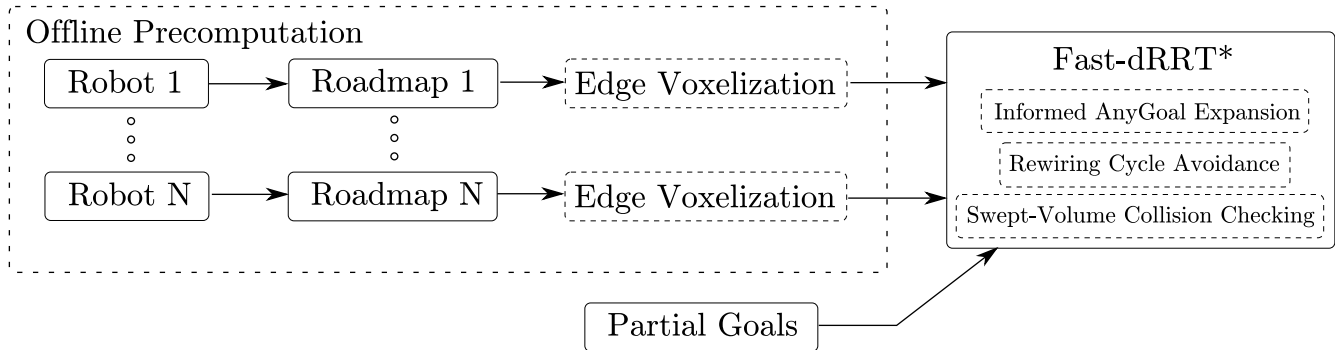 Offline Precomputation
Robot 1
Roadmap 1
Edge Voxelization
Robot N
Roadmap N
Edge Voxelization
Fast-dRRT*
Informed AnyGoal Expansion
Rewiring Cycle Avoidance
Swept-Volume Collision Checking
Partial Goals